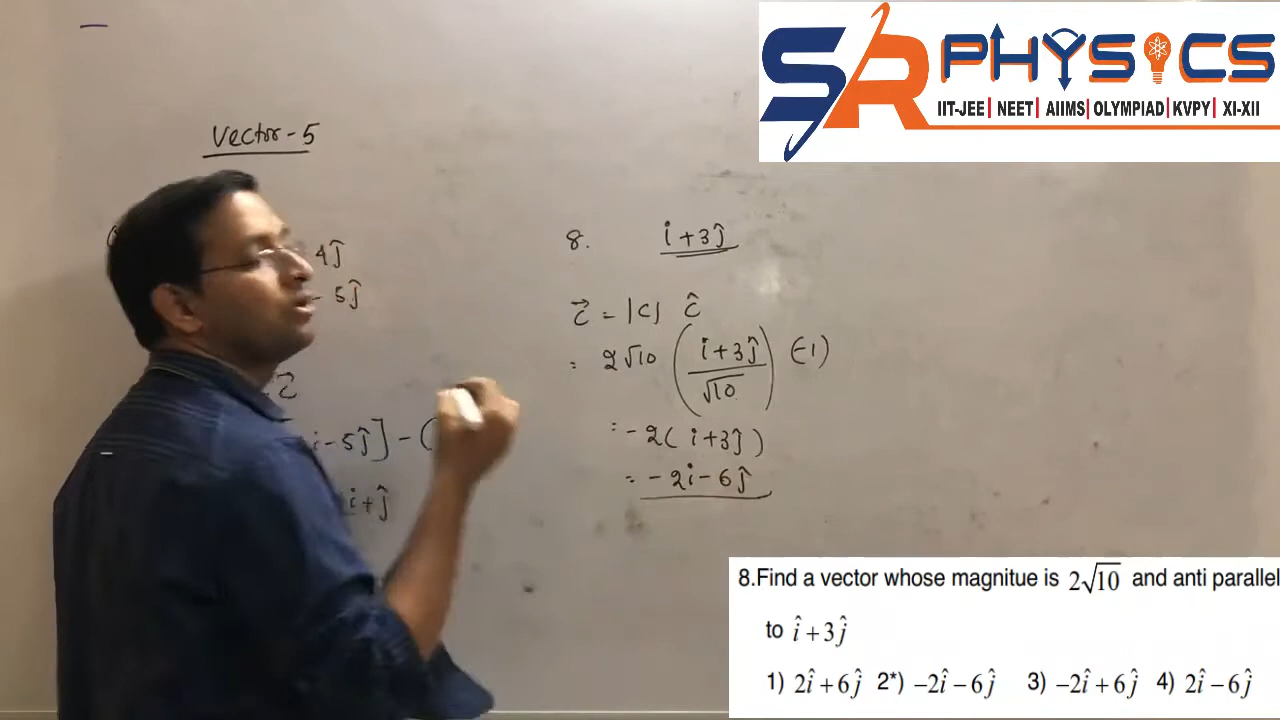 SR PHYSICS
IIT-JEE| NEET| AIIMS| OLYMPIAD| KVPY| XI-XII
Vector-5
4ĵ
- 5ĵ
i-5ĵ] - (
i+ĵ
8. i+3ĵ
c⃗ = |C| ĉ
= 2√10 (i+3ĵ/√10) (-1)
= -2(i+3ĵ)
= -2i-6ĵ
8.Find a vector whose magnitue is 2√10 and anti parallel
to î+3ĵ
1) 2î+6ĵ 2*) -2î-6ĵ 3) -2î+6ĵ 4) 2î-6ĵ